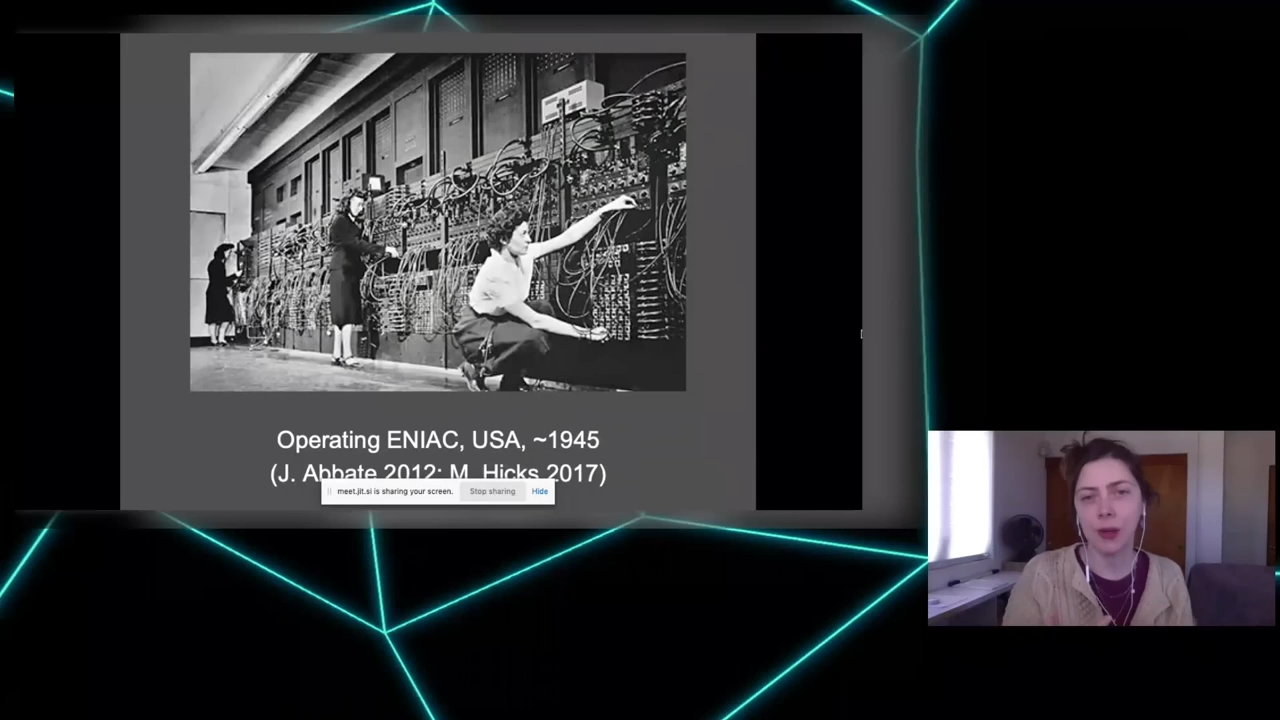 Operating ENIAC, USA, ~1945
(J. Abbate 2012; M. Hicks 2017)
meet.jit.si is sharing your screen. Stop sharing Hide